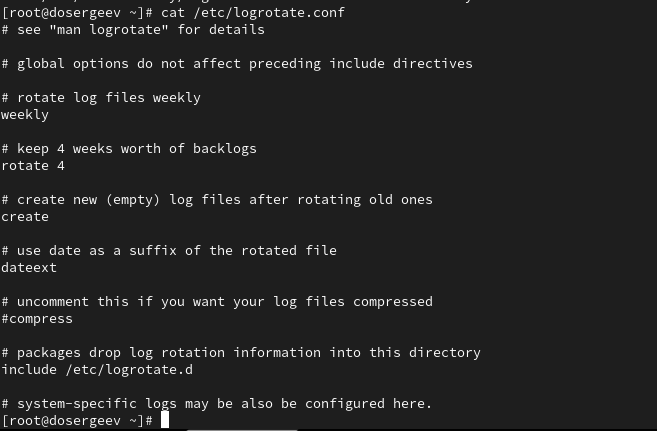 [root@dosergeev ~]# cat /etc/logrotate.conf
# see "man logrotate" for details
# global options do not affect preceding include directives
# rotate log files weekly
weekly
# keep 4 weeks worth of backlogs
rotate 4
# create new (empty) log files after rotating old ones
create
# use date as a suffix of the rotated file
dateext
# uncomment this if you want your log files compressed
#compress
# packages drop log rotation information into this directory
include /etc/logrotate.d
# system-specific logs may be also be configured here.
[root@dosergeev ~]#